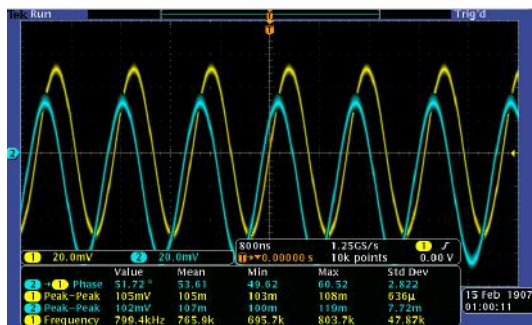 Tek Run Trig'd
T
T
2
1 20.0mV 2 20.0mV
800ns 1.25GS/s 1
T→▼0.00000 s 10k points 0.00 V
Value Mean Min Max Std Dev
2 →1 Phase 51.72 ° 53.61 49.62 60.52 2.822
1 Peak-Peak 105mV 105m 103m 108m 636µ
2 Peak-Peak 102mV 107m 100m 119m 7.72m
1 Frequency 799.4kHz 765.9k 695.7k 803.7k 47.87k
15 Feb 1907
01:00:11